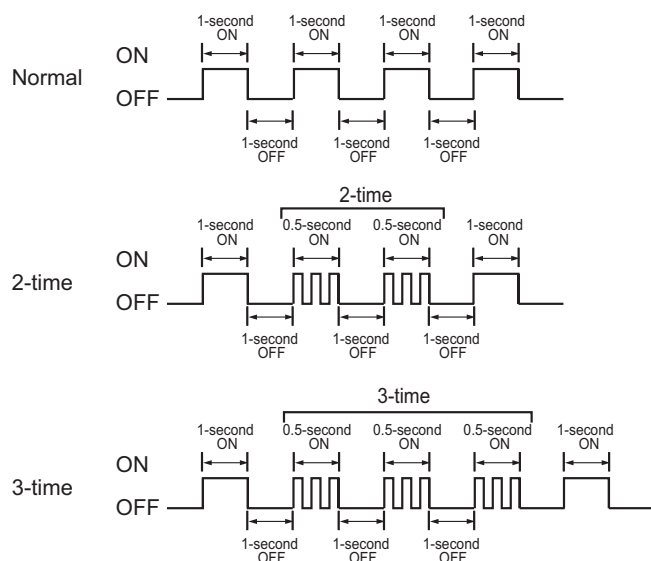 1-second 1-second 1-second 1-second
ON ON ON ON
ON
Normal
OFF
1-second 1-second 1-second
OFF OFF OFF
2-time
1-second 0.5-second 0.5-second 1-second
ON ON ON ON
ON
2-time
OFF
1-second 1-second 1-second
OFF OFF OFF
3-time
1-second 0.5-second 0.5-second 0.5-second 1-second
ON ON ON ON ON
ON
3-time
OFF
1-second 1-second 1-second
OFF OFF OFF